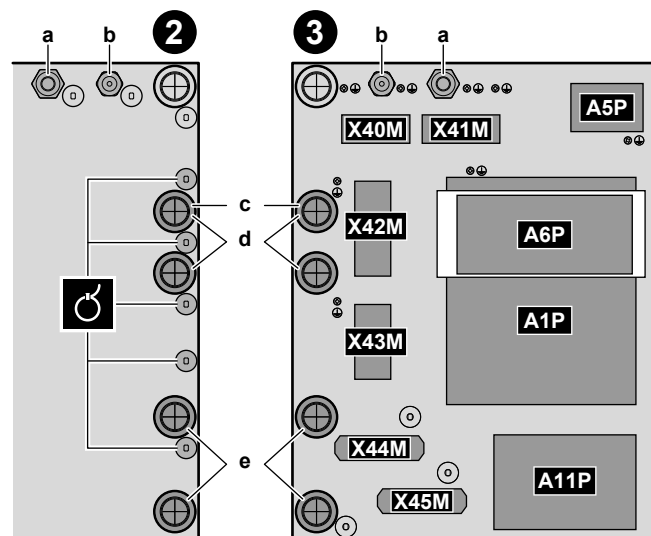 a b 2 3 b a
A5P
X40M X41M
c
X42M
d
A6P
A1P
X43M
X44M
e
A11P
X45M